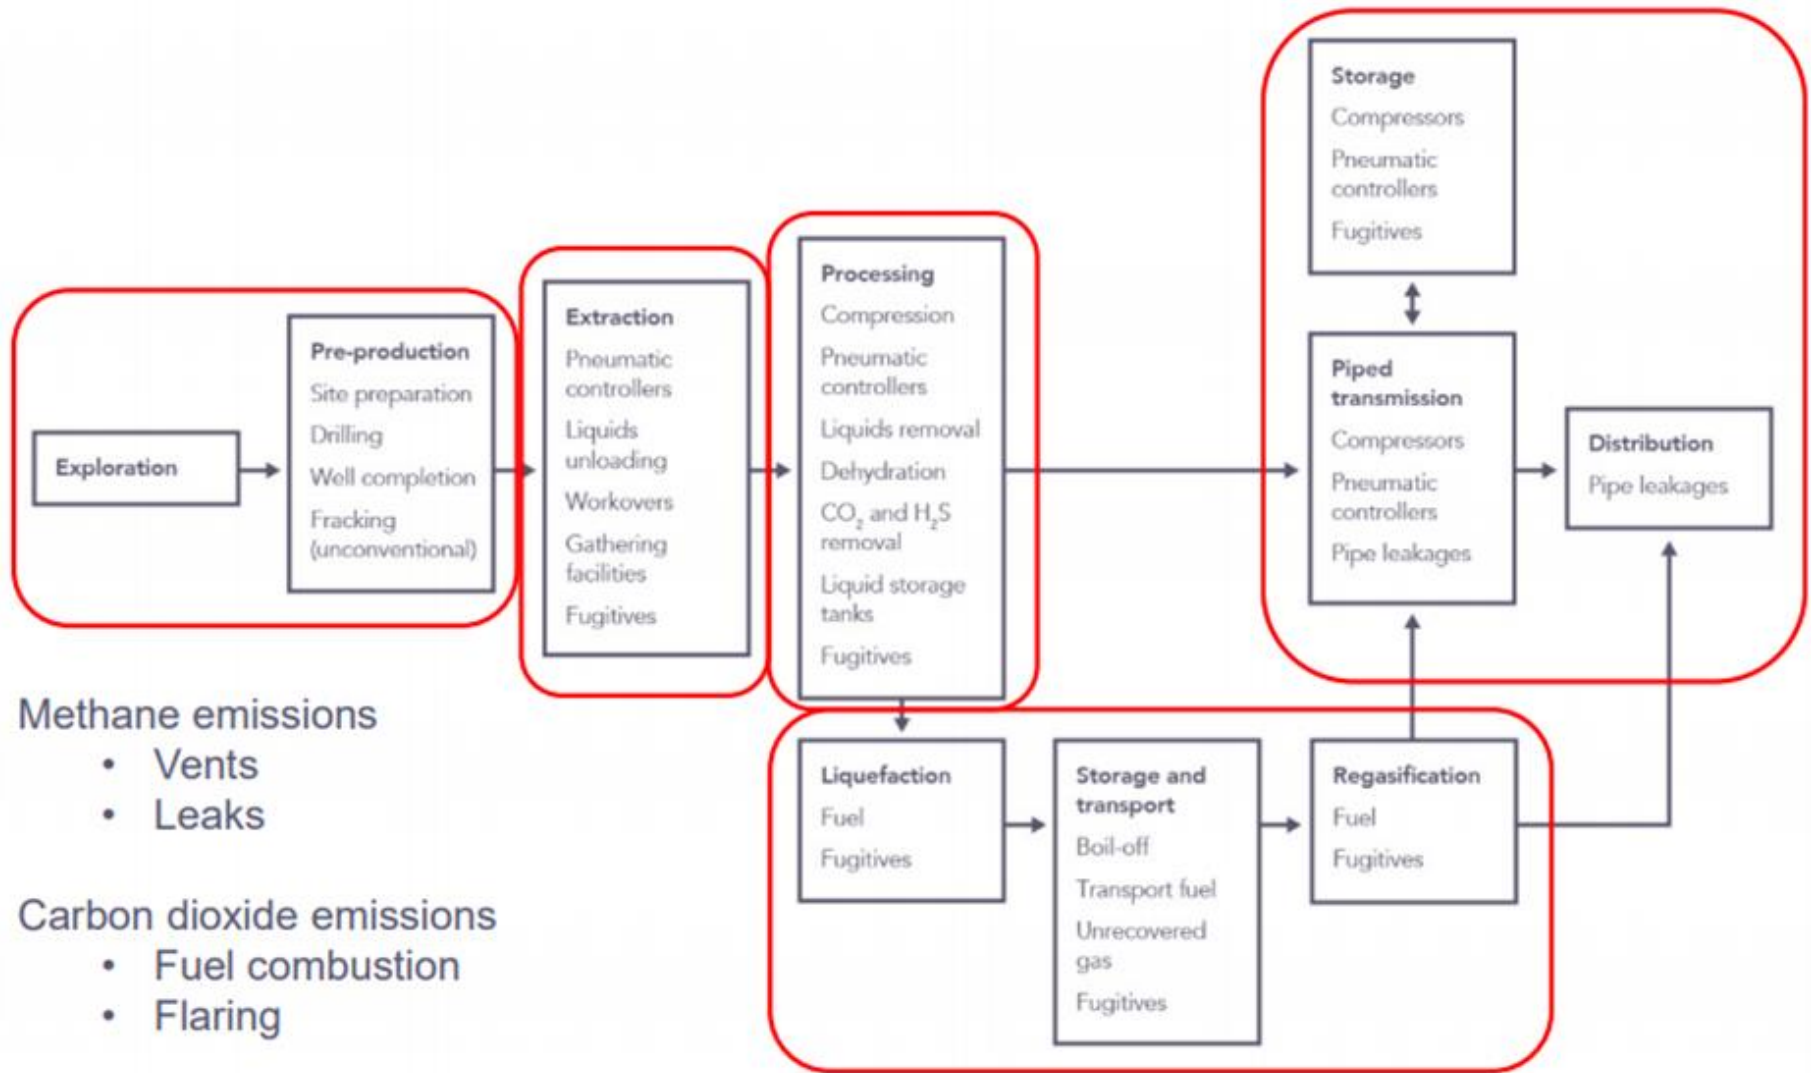 Exploration
Pre-production
Site preparation
Drilling
Well completion
Fracking
(unconventional)
Extraction
Pneumatic
controllers
Liquids
unloading
Workovers
Gathering
facilities
Fugitives
Processing
Compression
Pneumatic
controllers
Liquids removal
Dehydration
CO₂ and H₂S
removal
Liquid storage
tanks
Fugitives
Storage
Compressors
Pneumatic
controllers
Fugitives
Piped
transmission
Compressors
Pneumatic
controllers
Pipe leakages
Distribution
Pipe leakages
Liquefaction
Fuel
Fugitives
Storage and
transport
Boil-off
Transport fuel
Unrecovered
gas
Fugitives
Regasification
Fuel
Fugitives
Methane emissions
• Vents
• Leaks
Carbon dioxide emissions
• Fuel combustion
• Flaring